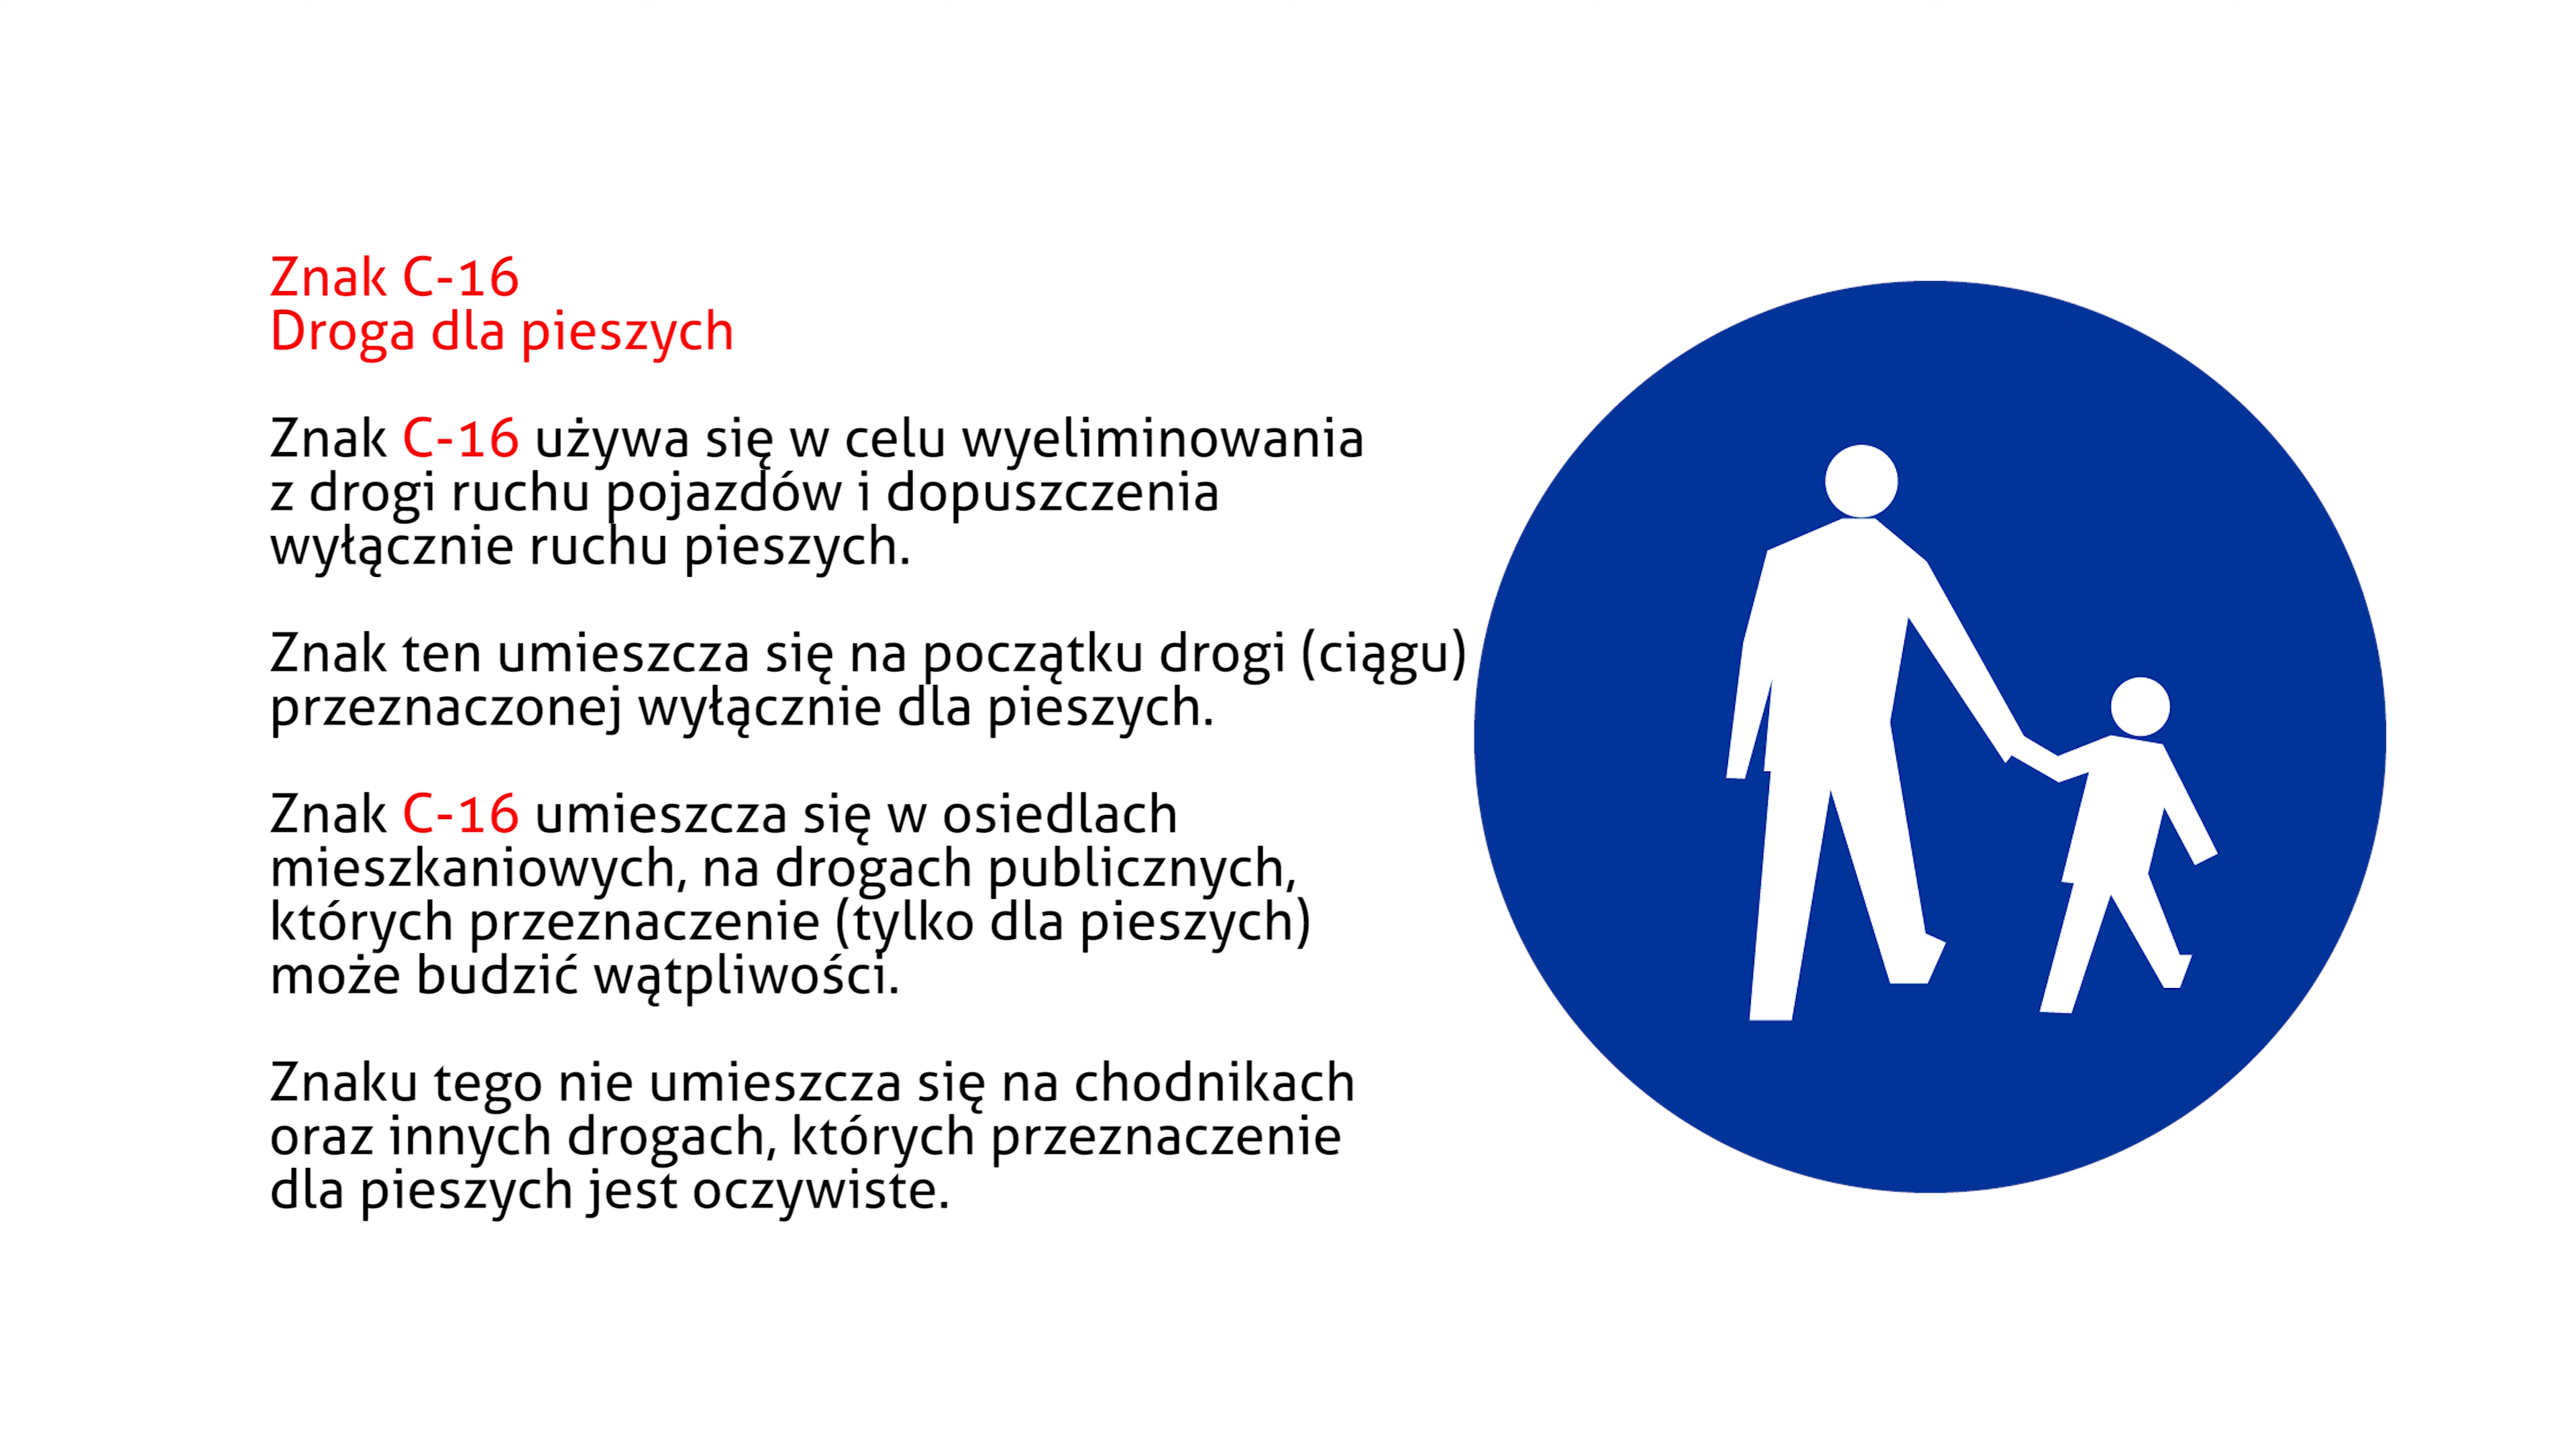 Znak C-16
Droga dla pieszych
Znak C-16 używa się w celu wyeliminowania
z drogi ruchu pojazdów i dopuszczenia
wyłącznie ruchu pieszych.
Znak ten umieszcza się na początku drogi (ciągu)
przeznaczonej wyłącznie dla pieszych.
Znak C-16 umieszcza się w osiedlach
mieszkaniowych, na drogach publicznych,
których przeznaczenie (tylko dla pieszych)
może budzić wątpliwości.
Znaku tego nie umieszcza się na chodnikach
oraz innych drogach, których przeznaczenie
dla pieszych jest oczywiste.